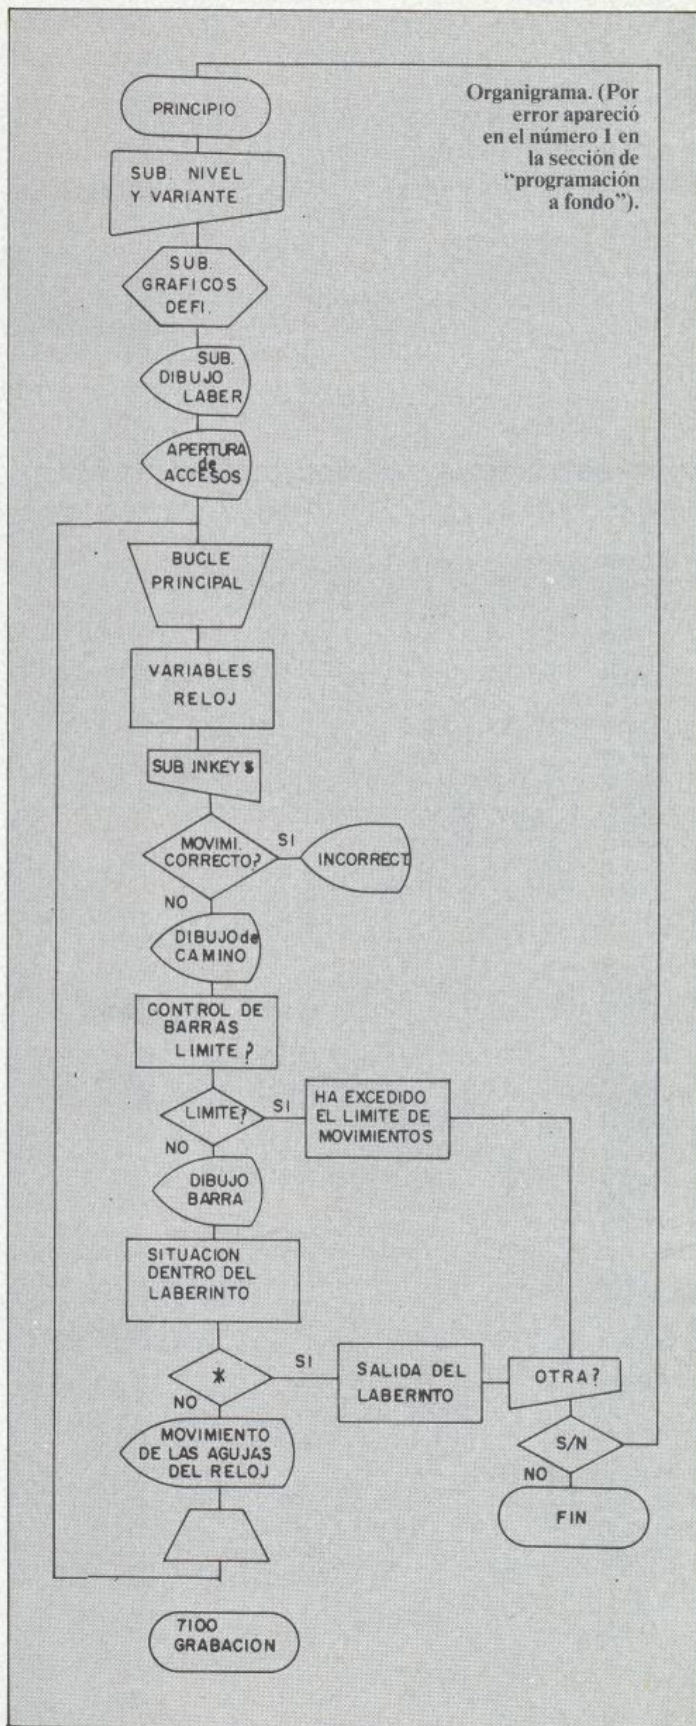 Organigrama. (Por
error apareció
en el número 1 en
la sección de
“programación
a fondo”).
PRINCIPIO
SUB. NIVEL
Y VARIANTE
SUB.
GRAFICOS
DEFI.
SUB.
DIBUJO
LABER
APERTURA
de
ACCESOS
BUCLE
PRINCIPAL
VARIABLES
RELOJ
SUB INKEY $
MOVIMI.
CORRECTO?
SI
INCORRECT.
NO
DIBUJO de
CAMINO
CONTROL DE
BARRAS
LIMITE ?
LIMITE?
SI
HA EXCEDIDO
EL LIMITE DE
MOVIMIENTOS
NO
DIBUJO
BARRA
SITUACION
DENTRO DEL
LABERINTO
*
SI
SALIDA DEL
LABERINTO
OTRA?
NO
S/N
MOVIMIENTO
DE LAS AGUJAS
DEL RELOJ
NO
FIN
7100
GRABACION